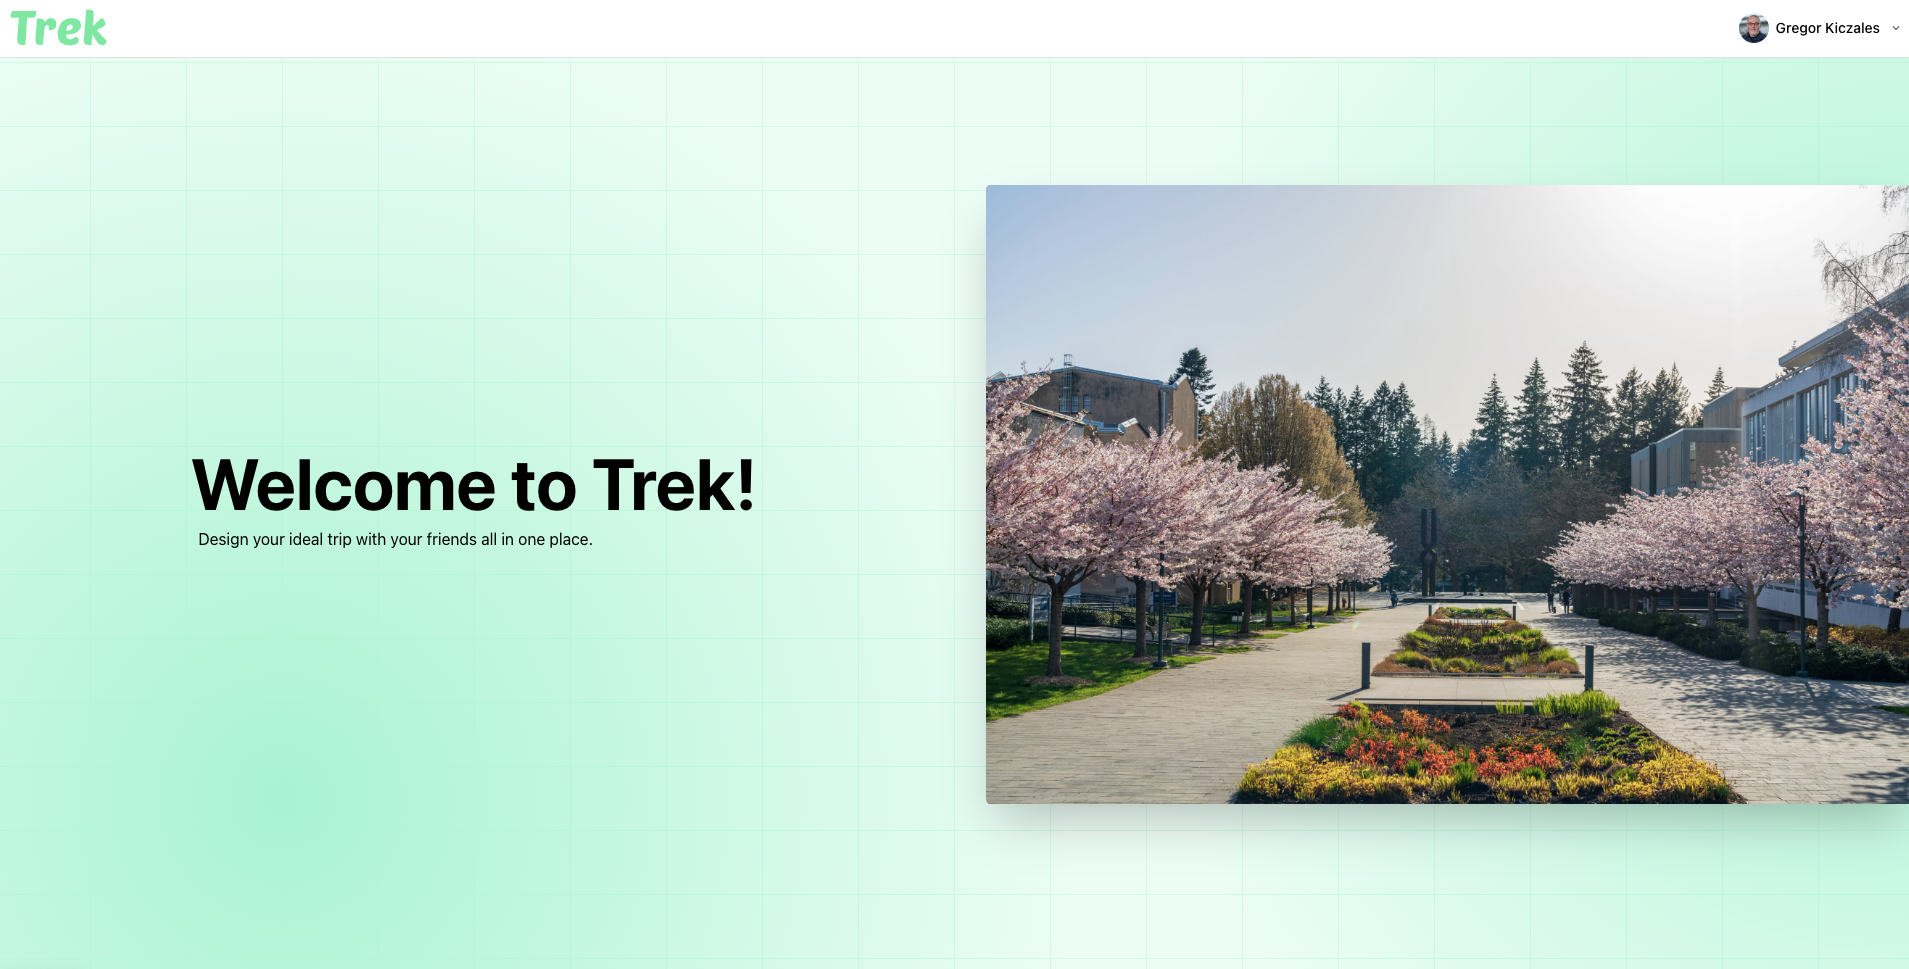 Trek
Gregor Kiczales
Welcome to Trek!
Design your ideal trip with your friends all in one place.